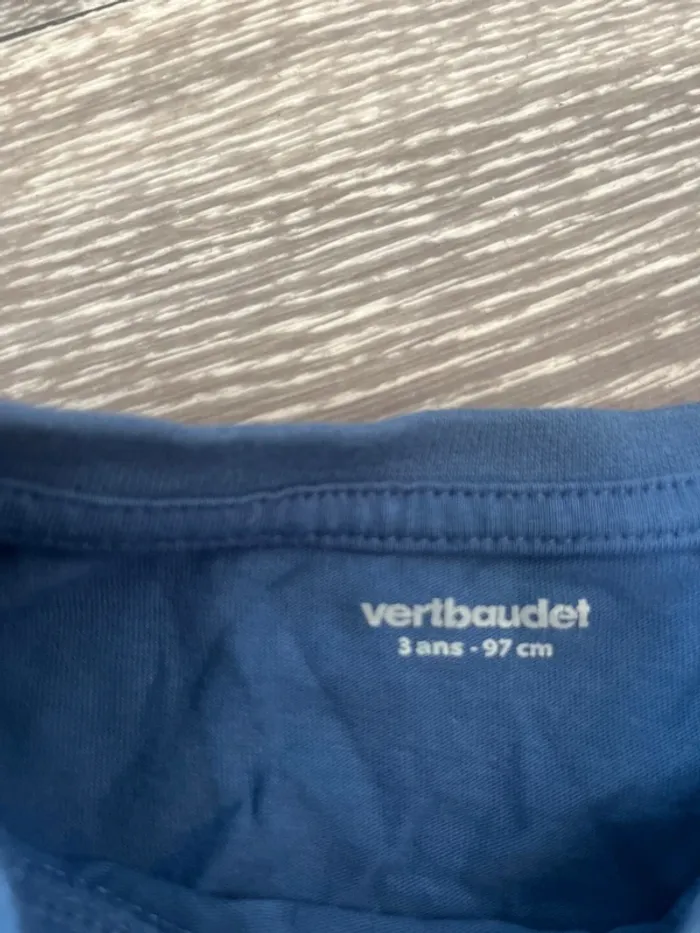 vertbaudet
3 ans - 97 cm